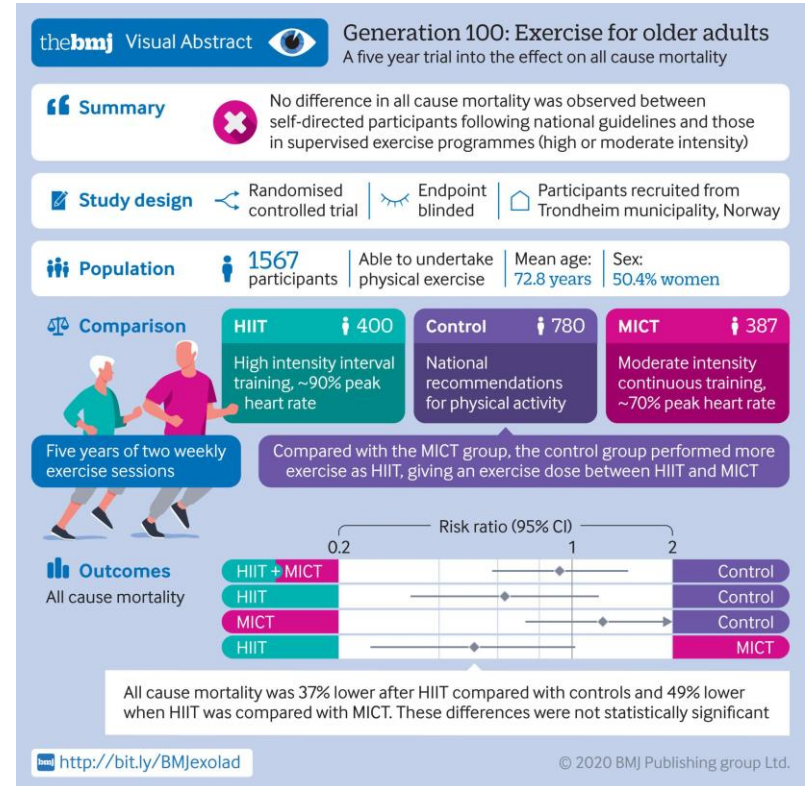 thebmj Visual Abstract
Generation 100: Exercise for older adults
A five year trial into the effect on all cause mortality
Summary
No difference in all cause mortality was observed between
self-directed participants following national guidelines and those
in supervised exercise programmes (high or moderate intensity)
Study design
Randomised
controlled trial
Endpoint
blinded
Participants recruited from
Trondheim municipality, Norway
Population
1567
participants
Able to undertake
physical exercise
Mean age:
72.8 years
Sex:
50.4% women
Comparison
HIIT 400
High intensity interval
training, ~90% peak
heart rate
Control 780
National
recommendations
for physical activity
MICT 387
Moderate intensity
continuous training,
~70% peak heart rate
Five years of two weekly
exercise sessions
Compared with the MICT group, the control group performed more
exercise as HIIT, giving an exercise dose between HIIT and MICT
Risk ratio (95% CI)
0.2 1 2
Outcomes
All cause mortality
HIIT + MICT Control
HIIT Control
MICT Control
HIIT MICT
All cause mortality was 37% lower after HIIT compared with controls and 49% lower
when HIIT was compared with MICT. These differences were not statistically significant
bmj http://bit.ly/BMJexolad
© 2020 BMJ Publishing group Ltd.